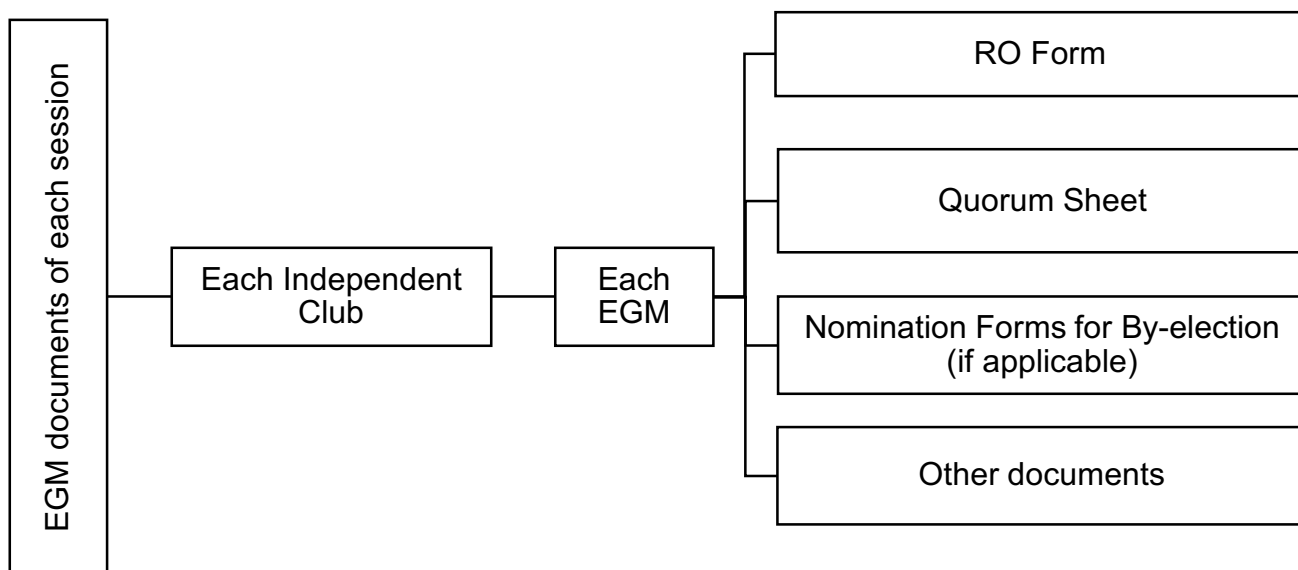 EGM documents of each session
Each Independent
Club
Each
EGM
RO Form
Quorum Sheet
Nomination Forms for By-election
(if applicable)
Other documents